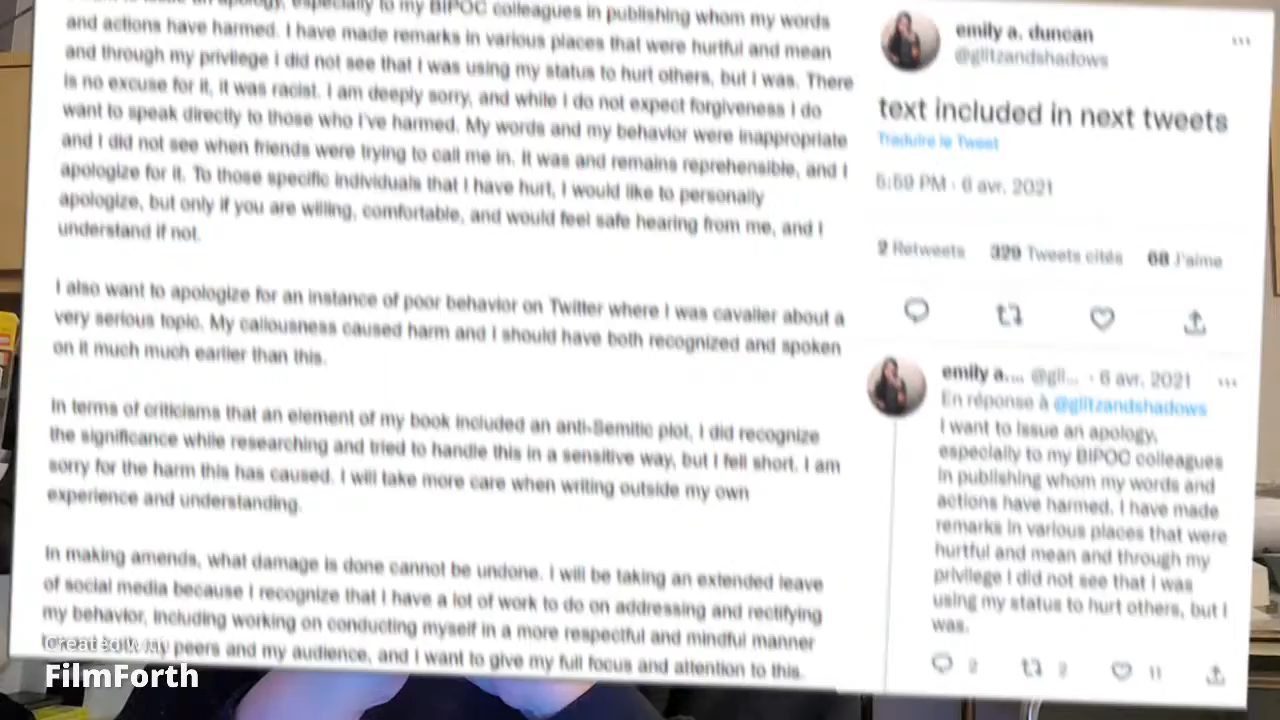 apology, especially to my BIPOC colleagues in publishing whom my words
and actions have harmed. I have made remarks in various places that were hurtful and mean
and through my privilege I did not see that I was using my status to hurt others, but I was. There
is no excuse for it, it was racist. I am deeply sorry, and while I do not expect forgiveness I do
want to speak directly to those who I've harmed. My words and my behavior were inappropriate
and I did not see when friends were trying to call me in. It was and remains reprehensible, and I
apologize for it. To those specific individuals that I have hurt, I would like to personally
apologize, but only if you are willing, comfortable, and would feel safe hearing from me, and I
understand if not.
I also want to apologize for an instance of poor behavior on Twitter where I was cavalier about a
very serious topic. My callousness caused harm and I should have both recognized and spoken
on it much much earlier than this.
In terms of criticisms that an element of my book included an anti-Semitic plot, I did recognize
the significance while researching and tried to handle this in a sensitive way, but I fell short. I am
sorry for the harm this has caused. I will take more care when writing outside my own
experience and understanding.
In making amends, what damage is done cannot be undone. I will be taking an extended leave
of social media because I recognize that I have a lot of work to do on addressing and rectifying
my behavior, including working on conducting myself in a more respectful and mindful manner
peers and my audience, and I want to give my full focus and attention to this.
emily a. duncan
@glitzandshadows
text included in next tweets
Traduire le Tweet
5:59 PM · 6 avr. 2021
2 Retweets 329 Tweets cités 68 J'aime
emily a.... @gli... · 6 avr. 2021
En réponse à @glitzandshadows
I want to issue an apology,
especially to my BIPOC colleagues
in publishing whom my words and
actions have harmed. I have made
remarks in various places that were
hurtful and mean and through my
privilege I did not see that I was
using my status to hurt others, but I
was.
2 2 11
Created with
FilmForth